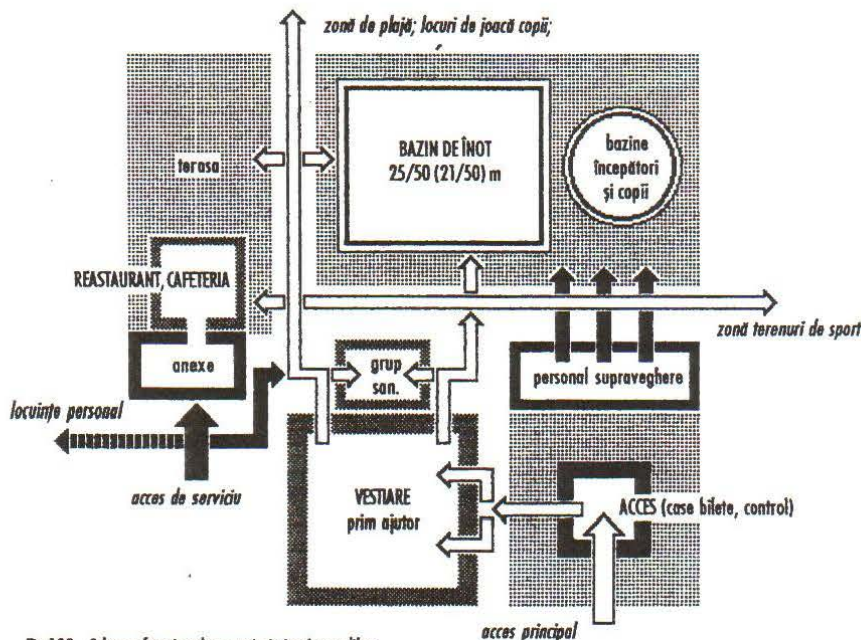 zonă de plajă; locuri de joacă copii;
BAZIN DE ÎNOT
25/50 (21/50) m
bazine
începători
și copii
terasa
REASTAURANT, CAFETERIA
zonă terenuri de sport
anexe
grup
san.
personal supraveghere
locuințe personal
acces de serviciu
VESTIARE
prim ajutor
ACCES (case bilete, control)
acces principal